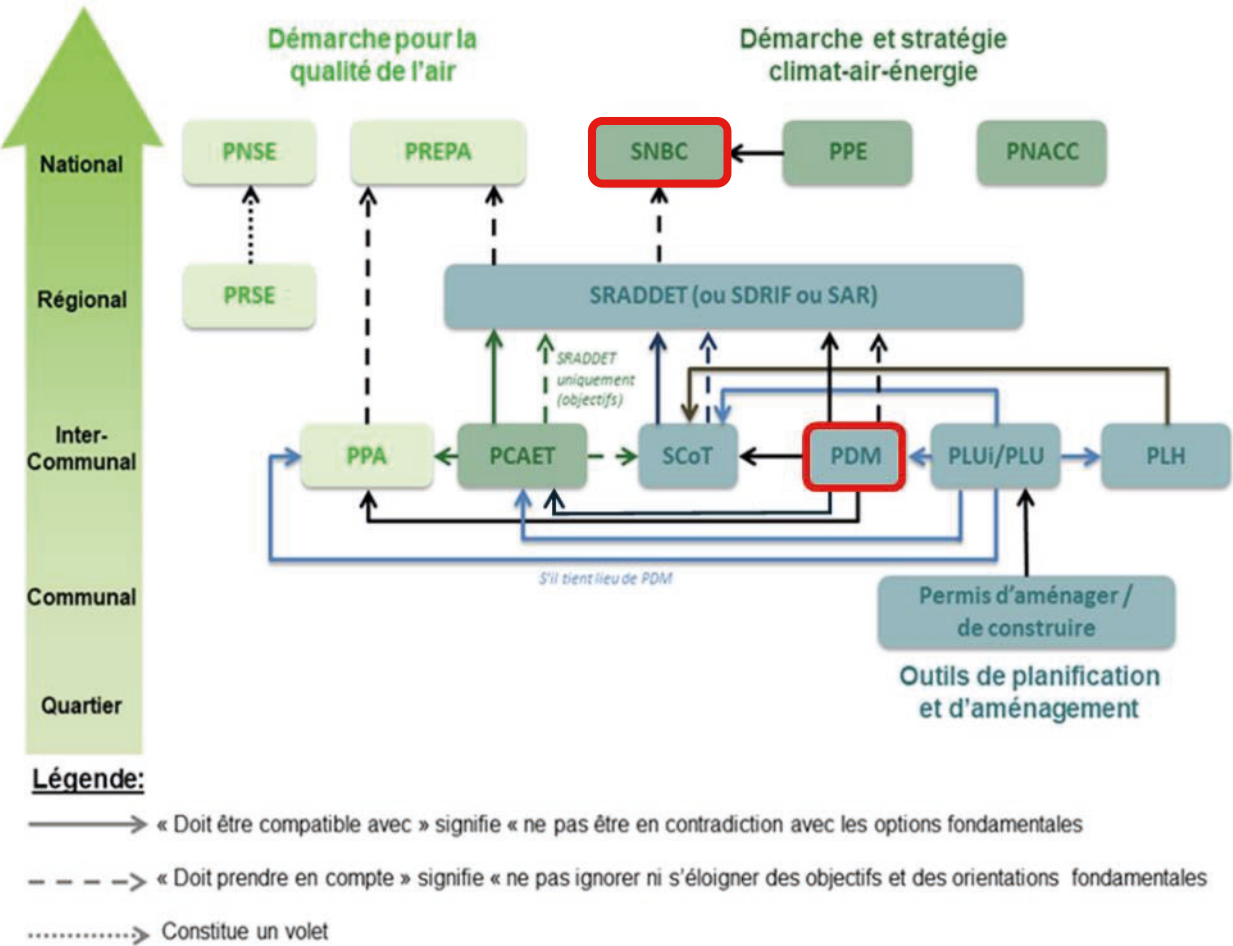 Démarche pour la
qualité de l'air
Démarche et stratégie
climat-air-énergie
National
PNSE
PREPA
SNBC
PPE
PNACC
Régional
PRSE
SRADDET (ou SDRIF ou SAR)
SRADDET
uniquement
(objectifs)
Inter-
Communal
PPA
PCAET
SCoT
PDM
PLUi/PLU
PLH
S'il tient lieu de PDM
Communal
Permis d'aménager /
de construire
Quartier
Outils de planification
et d'aménagement
Légende:
« Doit être compatible avec » signifie « ne pas être en contradiction avec les options fondamentales
« Doit prendre en compte » signifie « ne pas ignorer ni s'éloigner des objectifs et des orientations fondamentales
Constitue un volet